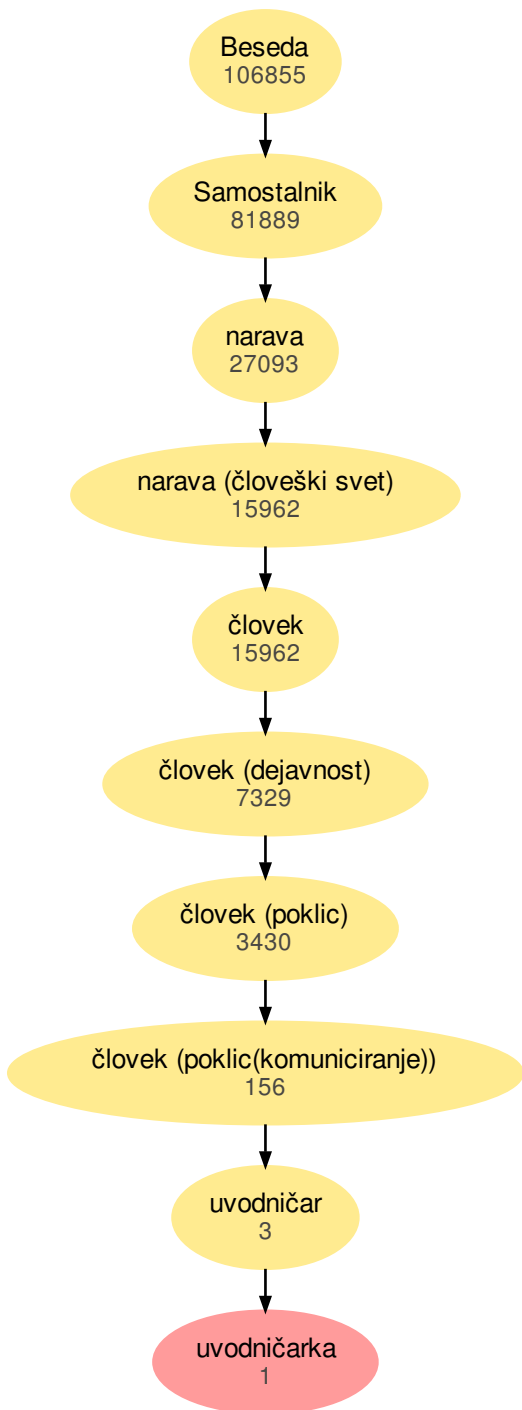 Beseda
106855
Samostalnik
81889
narava
27093
narava (človeški svet)
15962
človek
15962
človek (dejavnost)
7329
človek (poklic)
3430
človek (poklic(komuniciranje))
156
uvodničar
3
uvodničarka
1